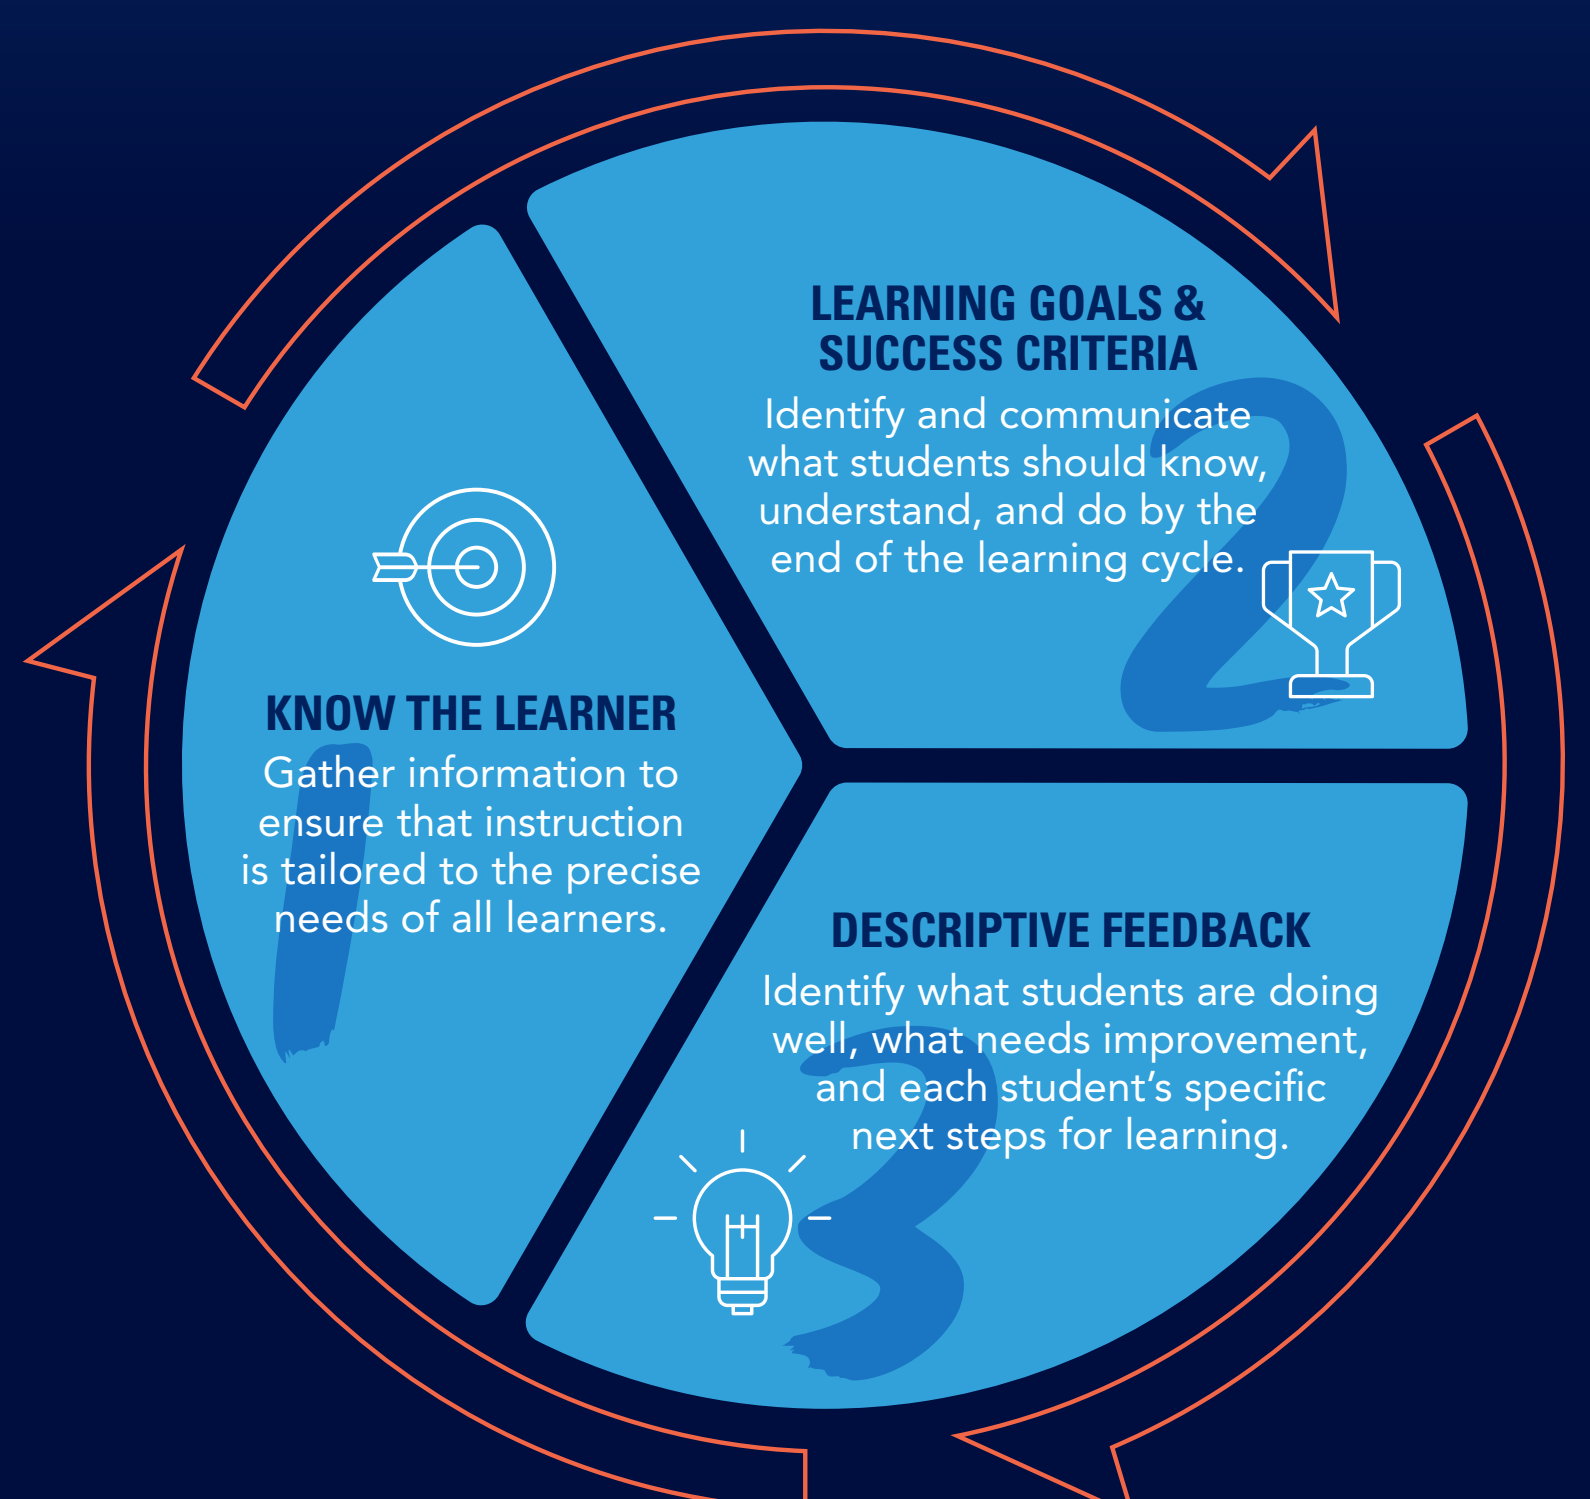 1
KNOW THE LEARNER
Gather information to
ensure that instruction
is tailored to the precise
needs of all learners.
2
LEARNING GOALS &
SUCCESS CRITERIA
Identify and communicate
what students should know,
understand, and do by the
end of the learning cycle.
3
DESCRIPTIVE FEEDBACK
Identify what students are doing
well, what needs improvement,
and each student’s specific
next steps for learning.